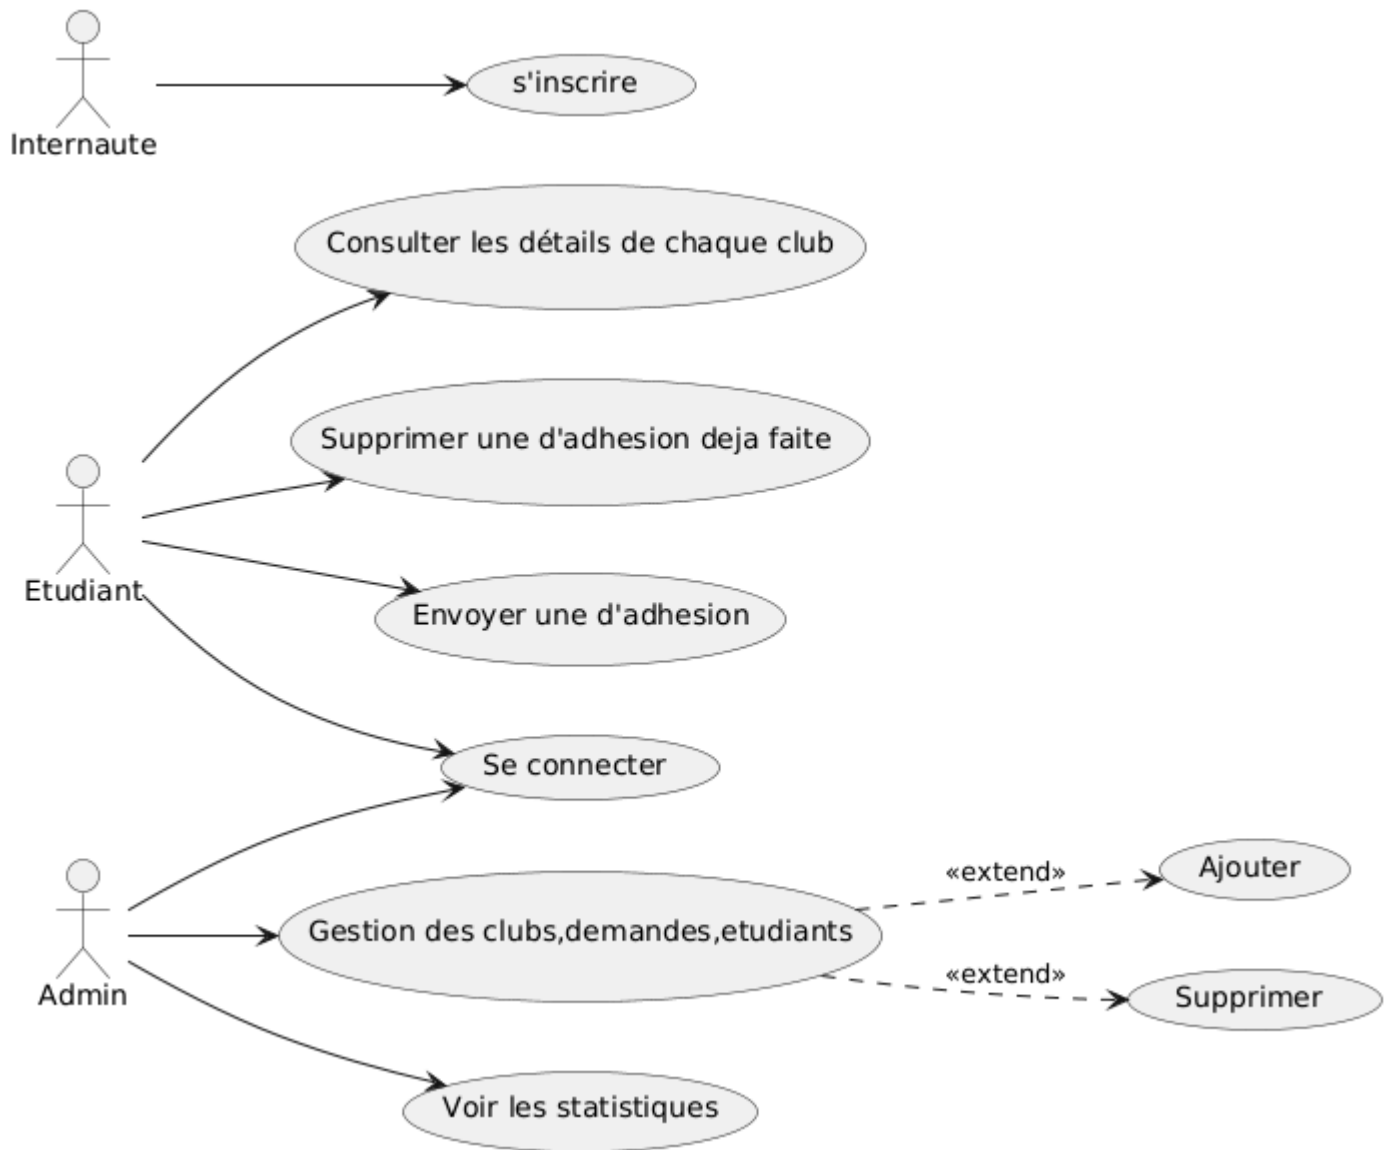 s'inscrire
Internaute
Consulter les détails de chaque club
Supprimer une d'adhesion deja faite
Etudiant
Envoyer une d'adhesion
Se connecter
«extend»
Ajouter
Gestion des clubs,demandes,etudiants
«extend»
Supprimer
Admin
Voir les statistiques